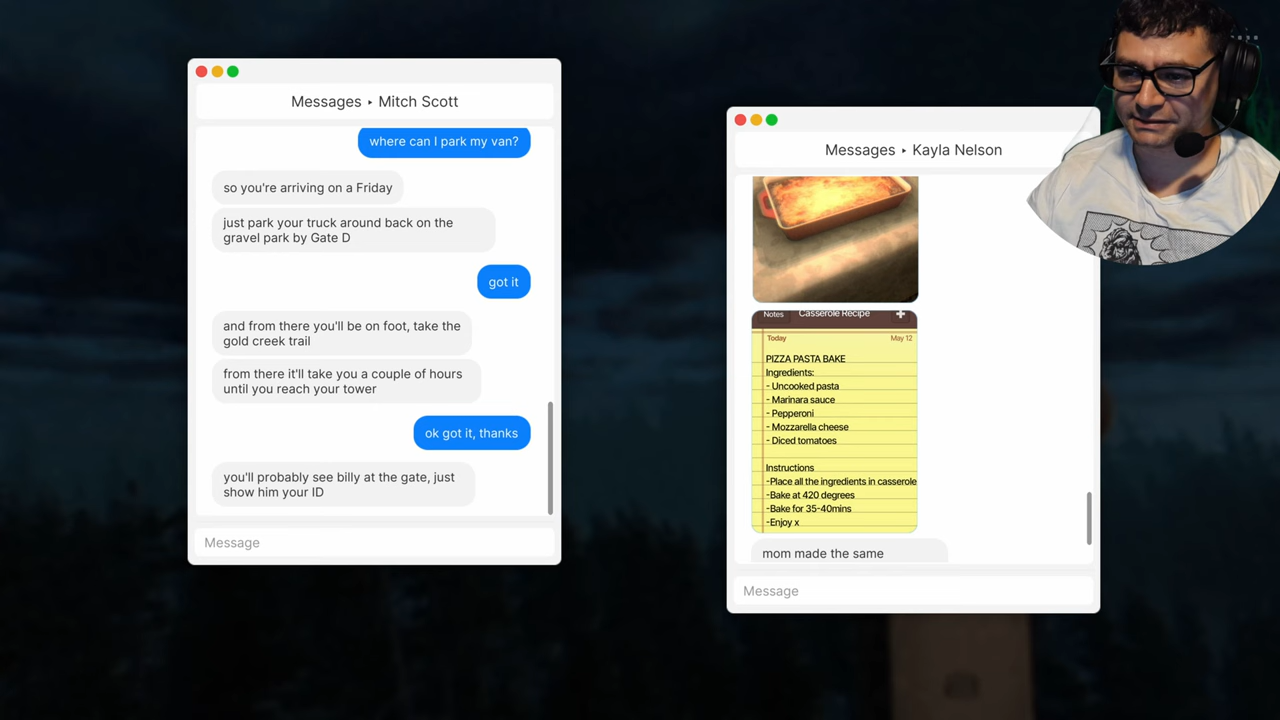 Messages ▸ Mitch Scott
where can I park my van?
so you're arriving on a Friday
just park your truck around back on the
gravel park by Gate D
got it
and from there you'll be on foot, take the
gold creek trail
from there it'll take you a couple of hours
until you reach your tower
ok got it, thanks
you'll probably see billy at the gate, just
show him your ID
Message
Messages ▸ Kayla Nelson
Notes Casserole Recipe +
Today May 12
PIZZA PASTA BAKE
Ingredients:
- Uncooked pasta
- Marinara sauce
- Pepperoni
- Mozzarella cheese
- Diced tomatoes
Instructions
-Place all the ingredients in casserole
-Bake at 420 degrees
-Bake for 35-40mins
-Enjoy x
mom made the same
Message